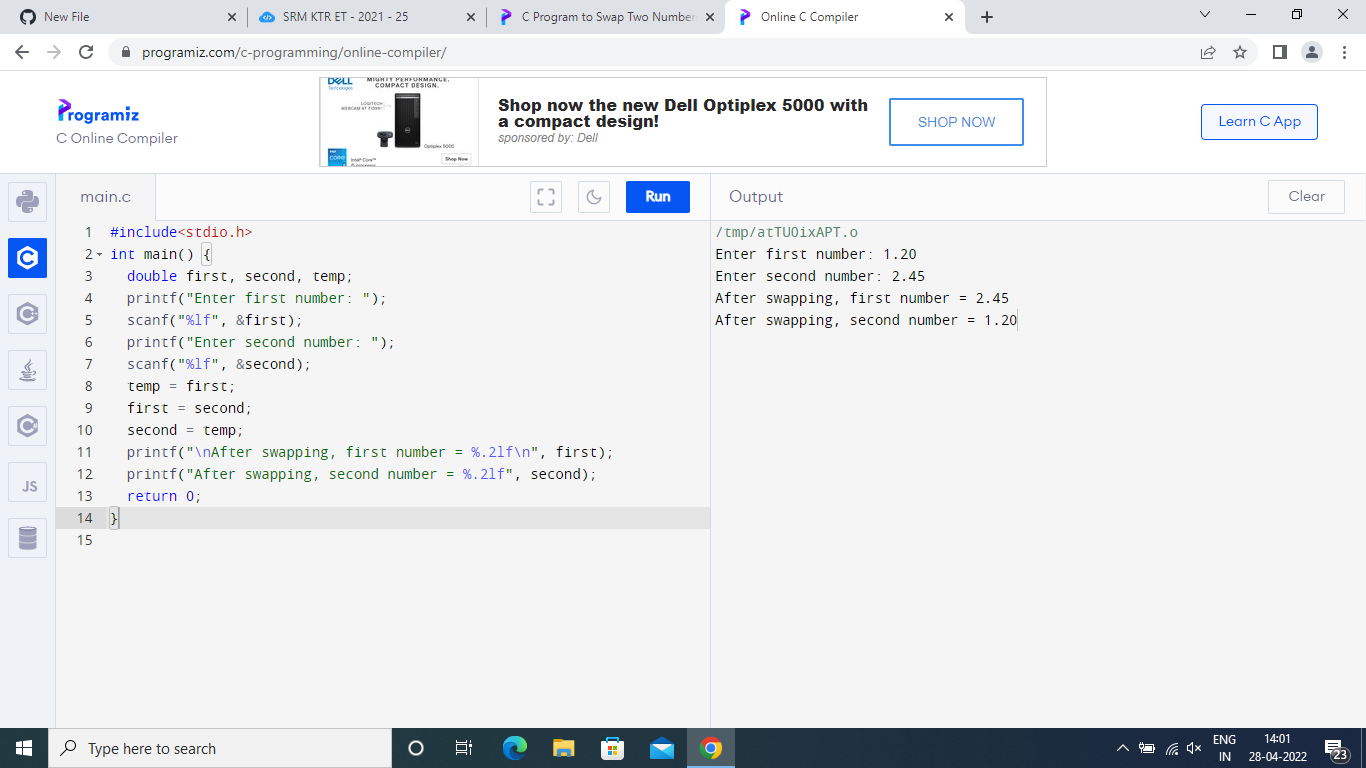 New File
SRM KTR ET - 2021 - 25
C Program to Swap Two Number
Online C Compiler
programiz.com/c-programming/online-compiler/
DELL
Technologies
MIGHTY PERFORMANCE.
COMPACT DESIGN.
Optiplex 5000
Shop Now
Shop now the new Dell Optiplex 5000 with
a compact design!
sponsored by: Dell
SHOP NOW
Programiz
C Online Compiler
Learn C App
main.c
Run
Output
Clear
1 #include<stdio.h>
2 int main() {
3 double first, second, temp;
4 printf("Enter first number: ");
5 scanf("%lf", &first);
6 printf("Enter second number: ");
7 scanf("%lf", &second);
8 temp = first;
9 first = second;
10 second = temp;
11 printf("\nAfter swapping, first number = %.2lf\n", first);
12 printf("After swapping, second number = %.2lf", second);
13 return 0;
14 }
15
/tmp/atTUOixAPT.o
Enter first number: 1.20
Enter second number: 2.45
After swapping, first number = 2.45
After swapping, second number = 1.20
JS
Type here to search
ENG
IN
14:01
28-04-2022
23